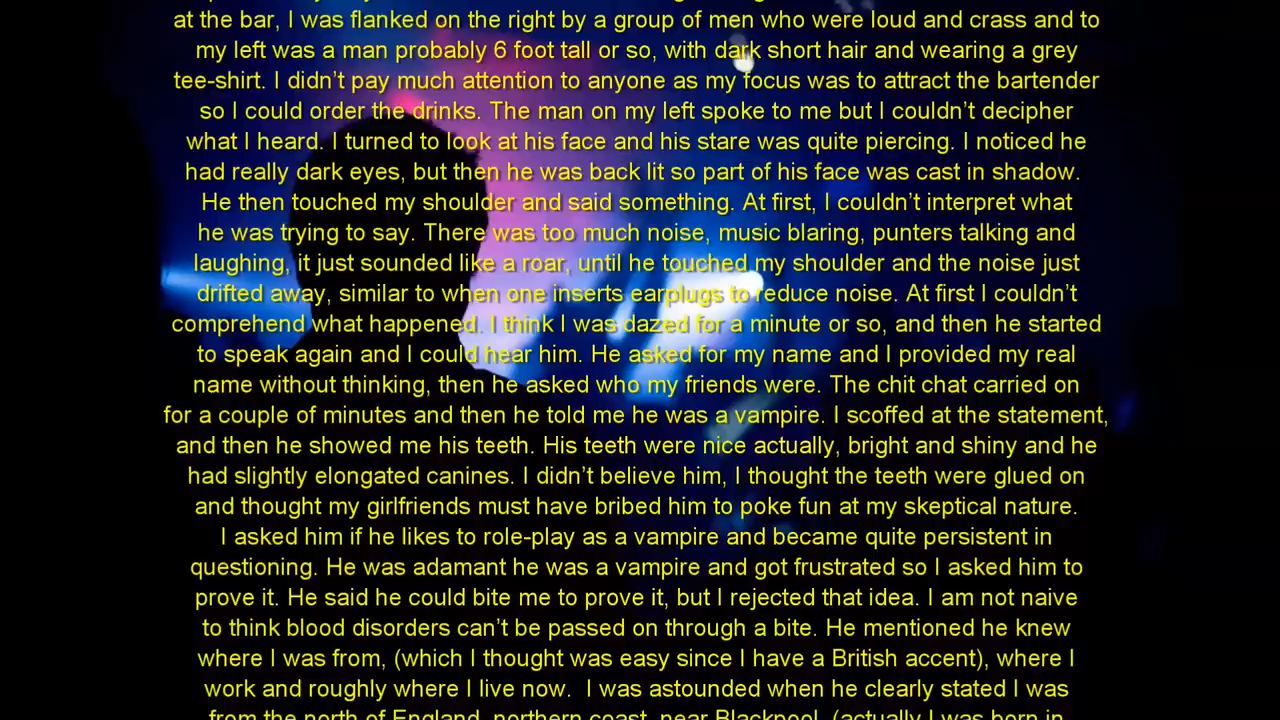 at the bar, I was flanked on the right by a group of men who were loud and crass and to
my left was a man probably 6 foot tall or so, with dark short hair and wearing a grey
tee-shirt. I didn’t pay much attention to anyone as my focus was to attract the bartender
so I could order the drinks. The man on my left spoke to me but I couldn’t decipher
what I heard. I turned to look at his face and his stare was quite piercing. I noticed he
had really dark eyes, but then he was back lit so part of his face was cast in shadow.
He then touched my shoulder and said something. At first, I couldn’t interpret what
he was trying to say. There was too much noise, music blaring, punters talking and
laughing, it just sounded like a roar, until he touched my shoulder and the noise just
drifted away, similar to when one inserts earplugs to reduce noise. At first I couldn’t
comprehend what happened. I think I was dazed for a minute or so, and then he started
to speak again and I could hear him. He asked for my name and I provided my real
name without thinking, then he asked who my friends were. The chit chat carried on
for a couple of minutes and then he told me he was a vampire. I scoffed at the statement,
and then he showed me his teeth. His teeth were nice actually, bright and shiny and he
had slightly elongated canines. I didn’t believe him, I thought the teeth were glued on
and thought my girlfriends must have bribed him to poke fun at my skeptical nature.
I asked him if he likes to role-play as a vampire and became quite persistent in
questioning. He was adamant he was a vampire and got frustrated so I asked him to
prove it. He said he could bite me to prove it, but I rejected that idea. I am not naive
to think blood disorders can’t be passed on through a bite. He mentioned he knew
where I was from, (which I thought was easy since I have a British accent), where I
work and roughly where I live now.  I was astounded when he clearly stated I was
from the north of England, northern coast, near Blackpool, (actually I was born in